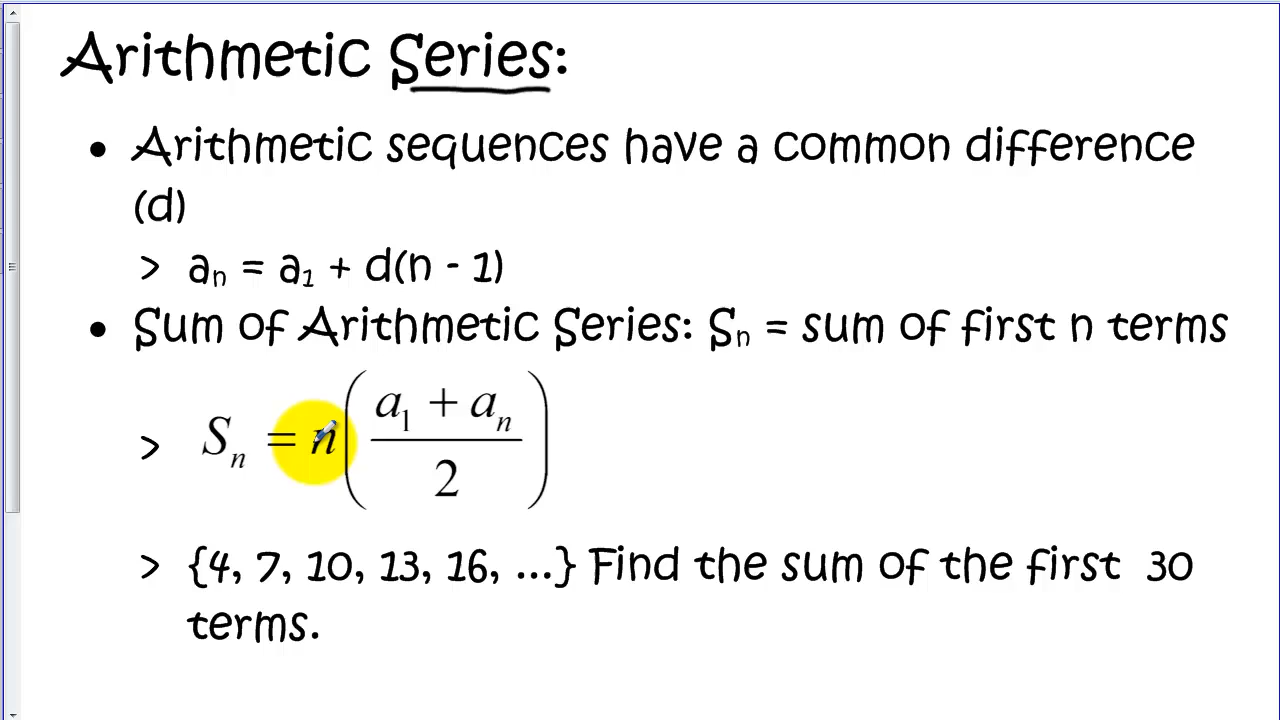 Arithmetic Series:
• Arithmetic sequences have a common difference
(d)
> aₙ = a₁ + d(n - 1)
• Sum of Arithmetic Series: Sₙ = sum of first n terms
> Sₙ = n((a₁ + aₙ)/2)
> {4, 7, 10, 13, 16, ...} Find the sum of the first 30
terms.